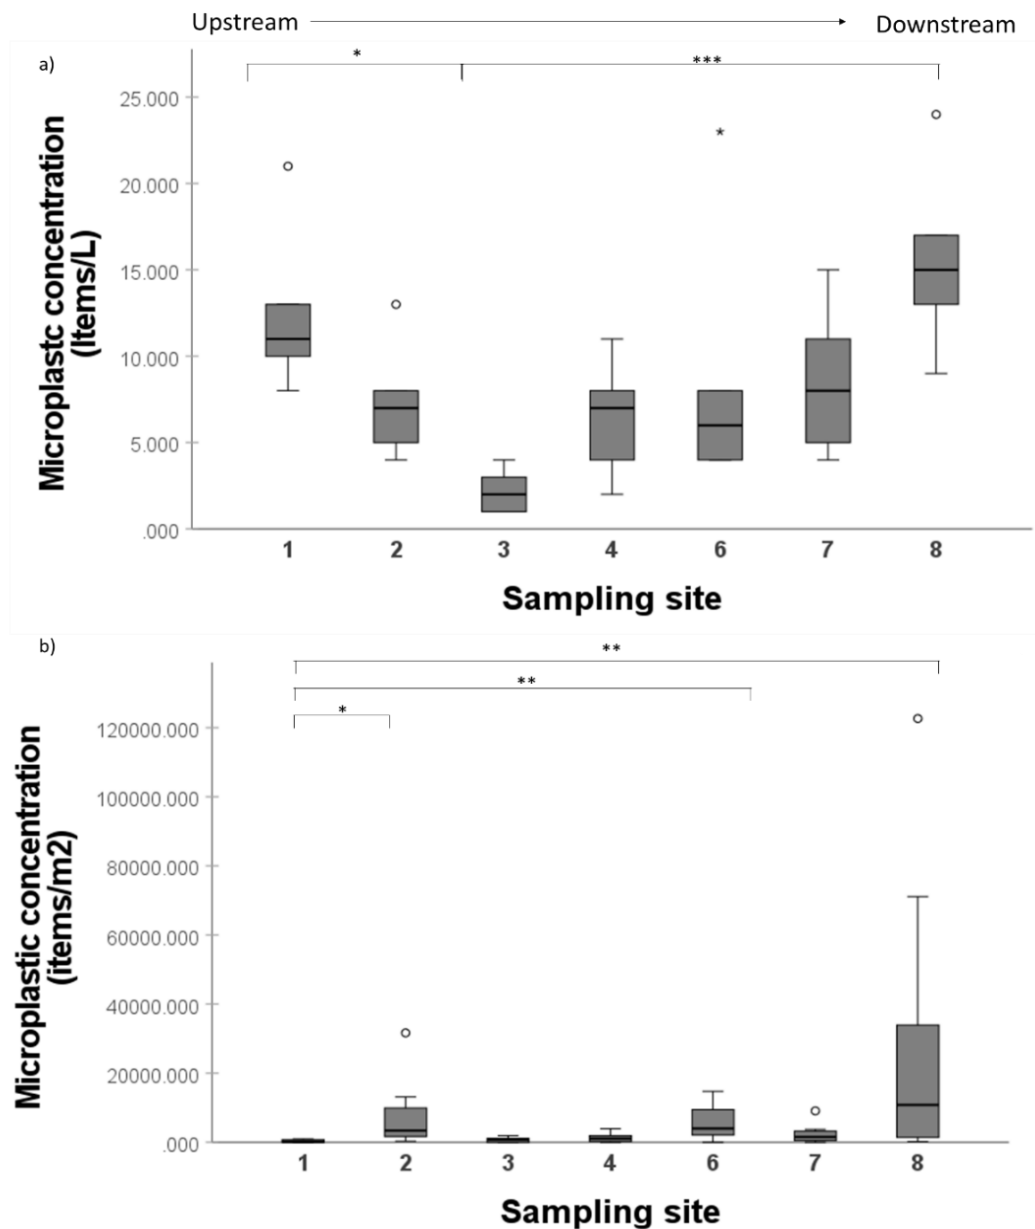 Upstream Downstream
a)
* ***
Microplastc concentration
(Items/L)
25.000
20.000
15.000
10.000
5.000
.000
*
1 2 3 4 6 7 8
Sampling site
b)
**
**
*
Microplastic concentration
(items/m2)
120000.000
100000.000
80000.000
60000.000
40000.000
20000.000
.000
1 2 3 4 6 7 8
Sampling site